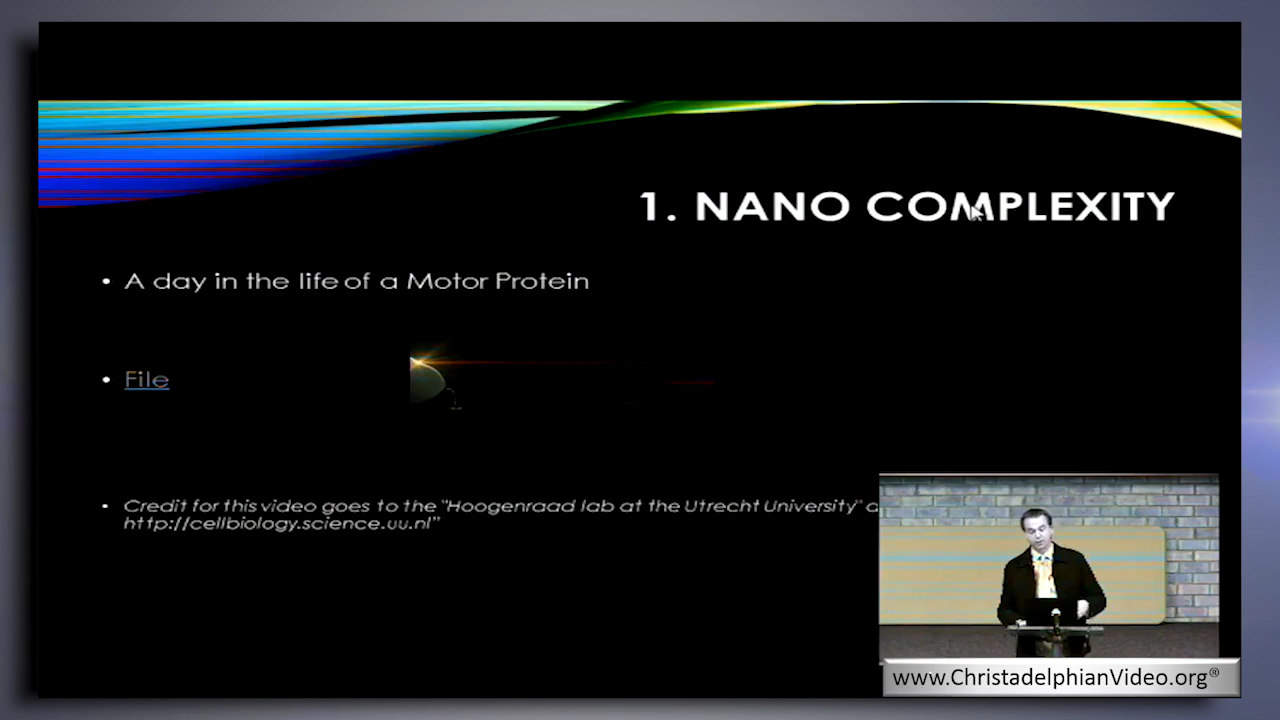 1. NANO COMPLEXITY
• A day in the life of a Motor Protein
• File
• Credit for this video goes to the "Hoogenraad lab at the Utrecht University" a
http://cellbiology.science.uu.nl"
www.ChristadelphianVideo.org®